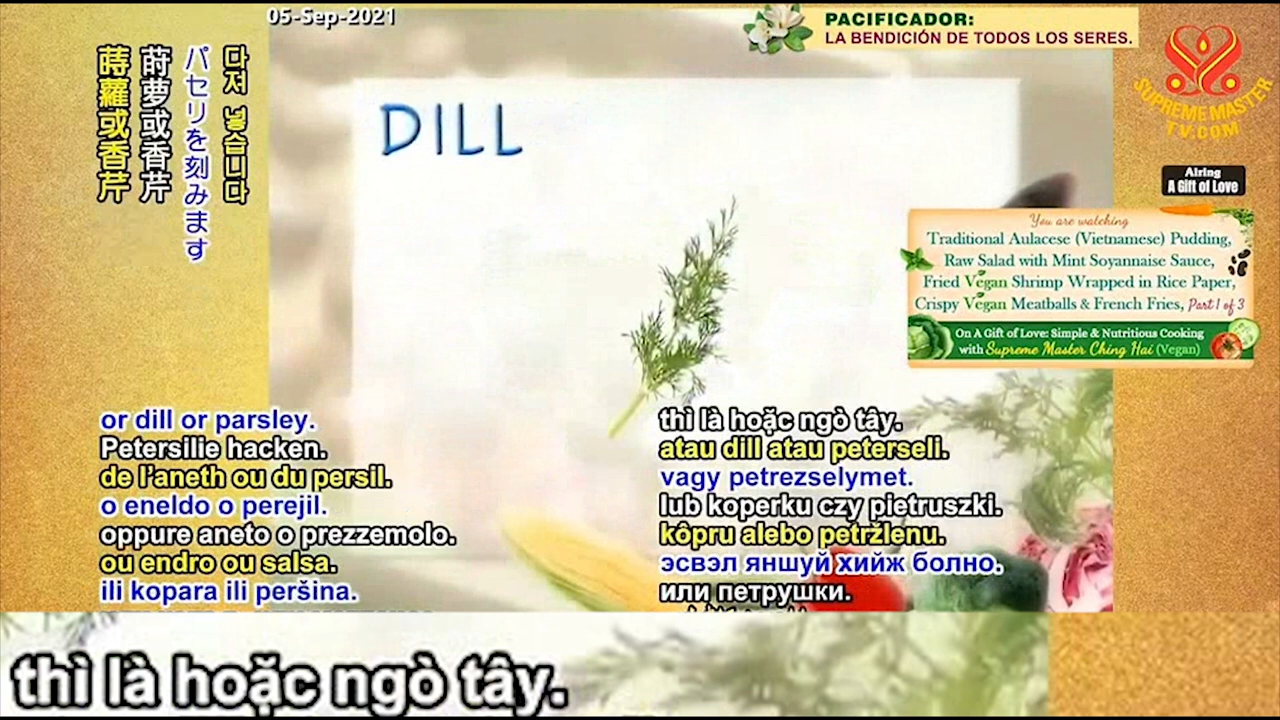 05-Sep-2021
PACIFICADOR:
LA BENDICIÓN DE TODOS LOS SERES.
SUPREME MASTER
TV.COM
Airing
A Gift of Love
다져 넣습니다
パセリを刻みます
莳萝或香芹
蒔蘿或香芹
DILL
You are watching
Traditional Aulacese (Vietnamese) Pudding,
Raw Salad with Mint Soyannaise Sauce,
Fried Vegan Shrimp Wrapped in Rice Paper,
Crispy Vegan Meatballs & French Fries, Part 1 of 3
On A Gift of Love: Simple & Nutritious Cooking
with Supreme Master Ching Hai (Vegan)
or dill or parsley.
Petersilie hacken.
de l'aneth ou du persil.
o eneldo o perejil.
oppure aneto o prezzemolo.
ou endro ou salsa.
ili kopara ili peršina.
thì là hoặc ngò tây.
atau dill atau peterseli.
vagy petrezselymet.
lub koperku czy pietruszki.
kôpru alebo petržlenu.
эсвэл яншуй хийж болно.
или петрушки.
thì là hoặc ngò tây.